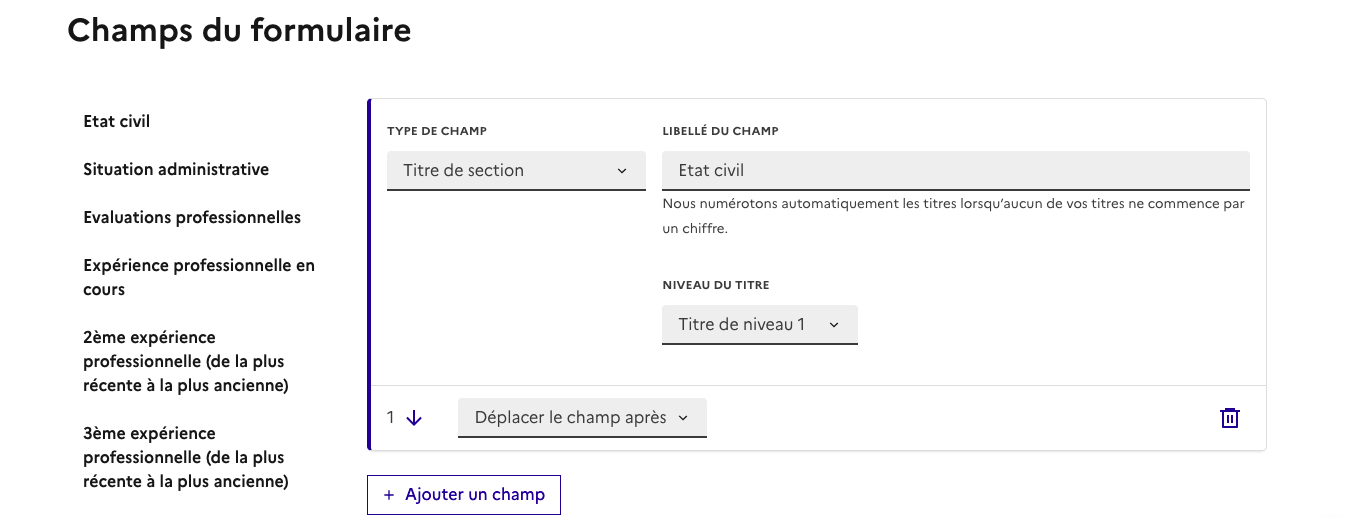 Champs du formulaire
Etat civil
Situation administrative
Evaluations professionnelles
Expérience professionnelle en
cours
2ème expérience
professionnelle (de la plus
récente à la plus ancienne)
3ème expérience
professionnelle (de la plus
récente à la plus ancienne)
TYPE DE CHAMP
Titre de section
LIBELLÉ DU CHAMP
Etat civil
Nous numérotons automatiquement les titres lorsqu’aucun de vos titres ne commence par
un chiffre.
NIVEAU DU TITRE
Titre de niveau 1
1
Déplacer le champ après
+ Ajouter un champ